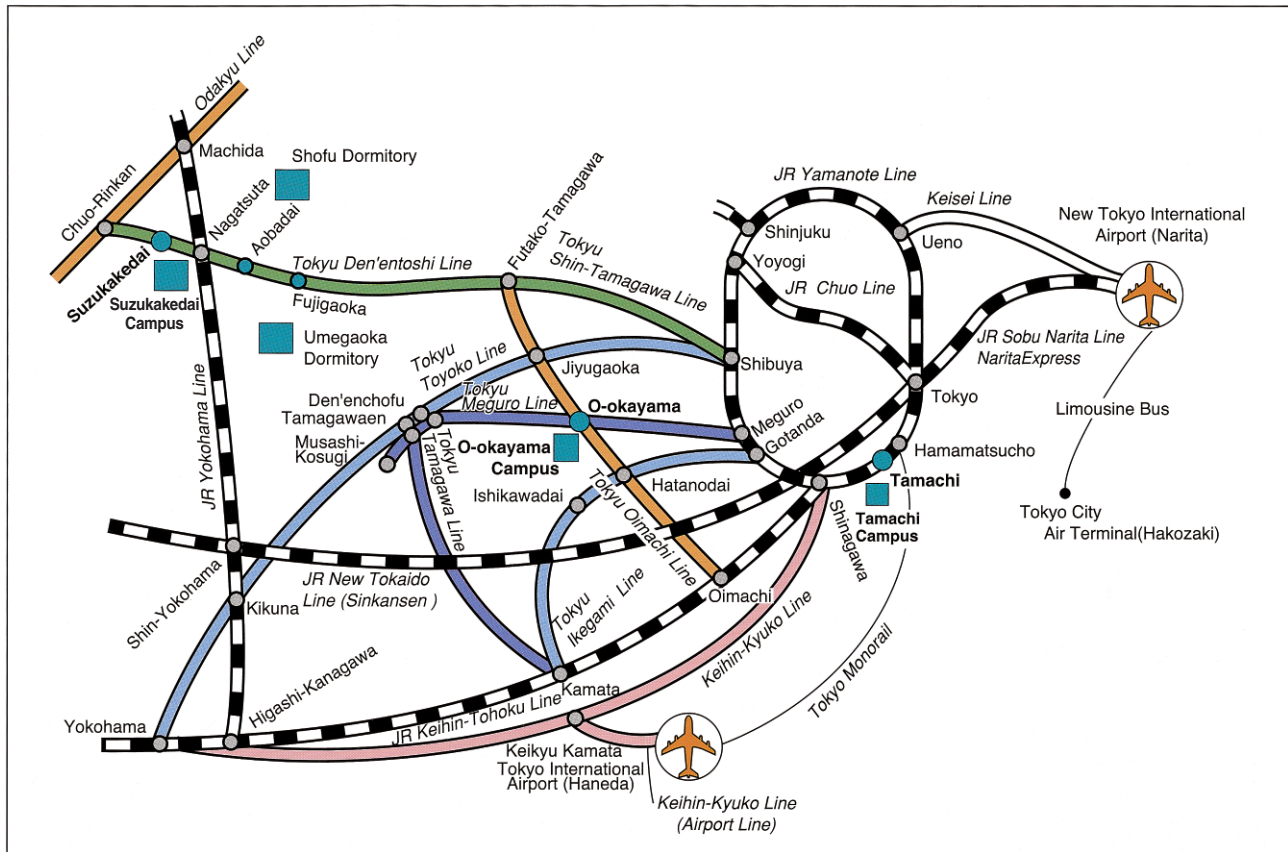 Odakyu Line
Machida
Shofu Dormitory
Chuo-Rinkan
Nagatsuta
Aobadai
Suzukakedai
Suzukakedai
Campus
Tokyu Den'entoshi Line
Fujigaoka
Umegaoka
Dormitory
Futako-Tamagawa
Tokyu
Shin-Tamagawa Line
JR Yamanote Line
Shinjuku
Yoyogi
JR Chuo Line
Ueno
Keisei Line
New Tokyo International
Airport (Narita)
JR Sobu Narita Line
NaritaExpress
Limousine Bus
Tokyo City
Air Terminal(Hakozaki)
Tokyo
Hamamatsucho
Tamachi
Tamachi
Campus
Shibuya
Meguro
Gotanda
Shinagawa
Tokyu
Toyoko Line
Jiyugaoka
Tokyu
Meguro Line
O-okayama
O-okayama
Campus
Den'enchofu
Tamagawaen
Musashi-
Kosugi
Tokyu
Tamagawa Line
Ishikawadai
Hatanodai
Tokyu Oimachi Line
Oimachi
Tokyu
Ikegami Line
JR Yokohama Line
JR New Tokaido
Line (Sinkansen )
Shin-Yokohama
Kikuna
Higashi-Kanagawa
Yokohama
JR Keihin-Tohoku Line
Kamata
Keihin-Kyuko Line
Tokyo Monorail
Keikyu Kamata
Tokyo International
Airport (Haneda)
Keihin-Kyuko Line
(Airport Line)